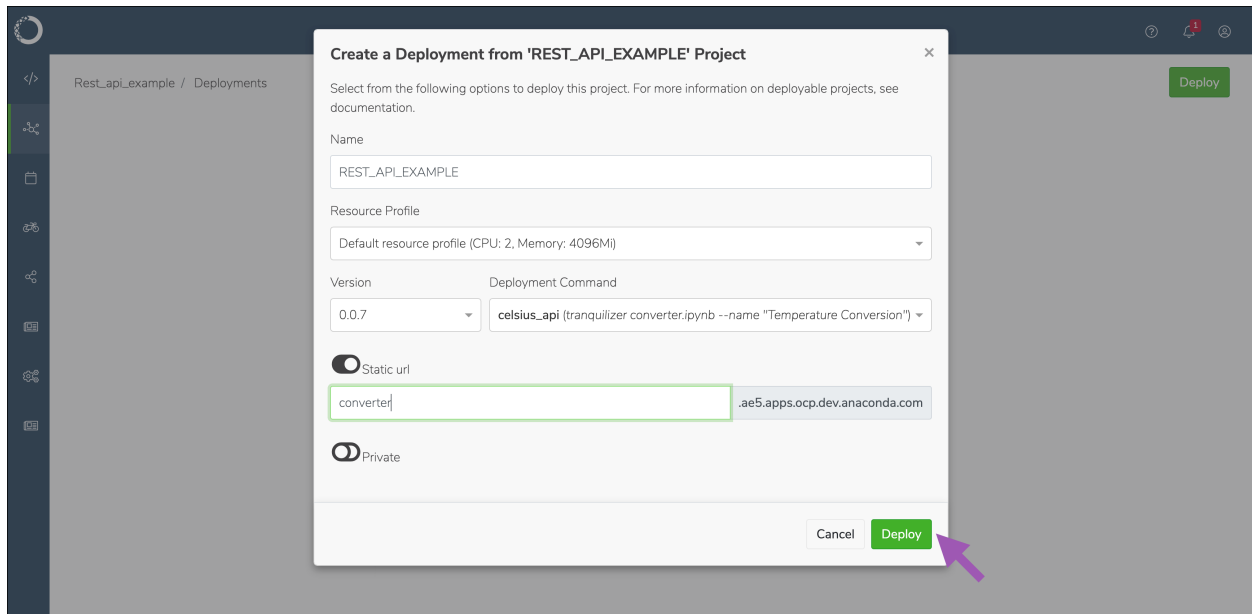 Create a Deployment from 'REST_API_EXAMPLE' Project
×
1
Rest_api_example / Deployments
Deploy
Select from the following options to deploy this project. For more information on deployable projects, see
documentation.
Name
REST_API_EXAMPLE
Resource Profile
Default resource profile (CPU: 2, Memory: 4096Mi)
Version
Deployment Command
0.0.7
celsius_api (tranquilizer converter.ipynb --name "Temperature Conversion")
Static url
converter
.ae5.apps.ocp.dev.anaconda.com
Private
Cancel
Deploy